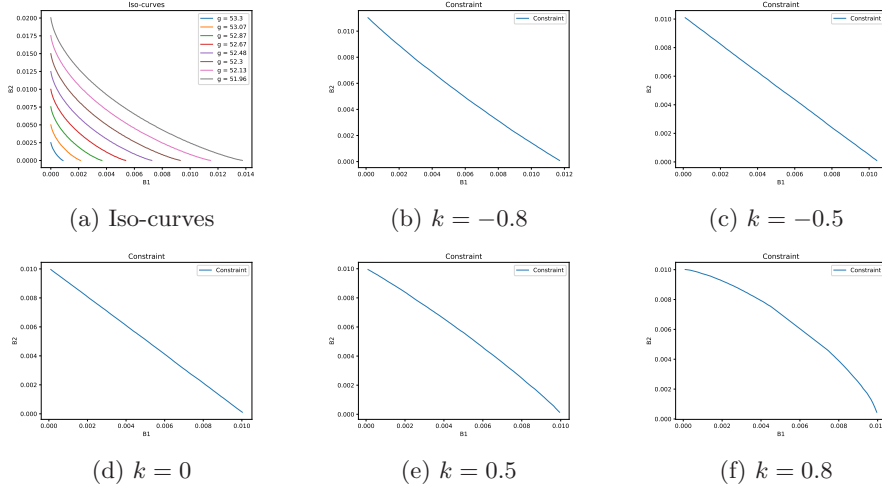 Iso-curves
Constraint
Constraint
0.0200
0.0175
0.0150
0.0125
0.0100
0.0075
0.0050
0.0025
0.0000
B2
g = 53.3
g = 53.07
g = 52.87
g = 52.67
g = 52.48
g = 52.3
g = 52.13
g = 51.96
0.000 0.002 0.004 0.006 0.008 0.010 0.012 0.014
B1
0.010
0.008
0.006
0.004
0.002
0.000
B2
Constraint
0.000 0.002 0.004 0.006 0.008 0.010 0.012
B1
0.010
0.008
0.006
0.004
0.002
0.000
B2
Constraint
0.000 0.002 0.004 0.006 0.008 0.010
B1
(a) Iso-curves
(b) k = −0.8
(c) k = −0.5
Constraint
Constraint
Constraint
0.010
0.008
0.006
0.004
0.002
0.000
B2
Constraint
0.000 0.002 0.004 0.006 0.008 0.010
B1
0.010
0.008
0.006
0.004
0.002
0.000
B2
Constraint
0.000 0.002 0.004 0.006 0.008 0.010
B1
0.010
0.008
0.006
0.004
0.002
0.000
B2
Constraint
0.000 0.002 0.004 0.006 0.008 0.010
B1
(d) k = 0
(e) k = 0.5
(f) k = 0.8